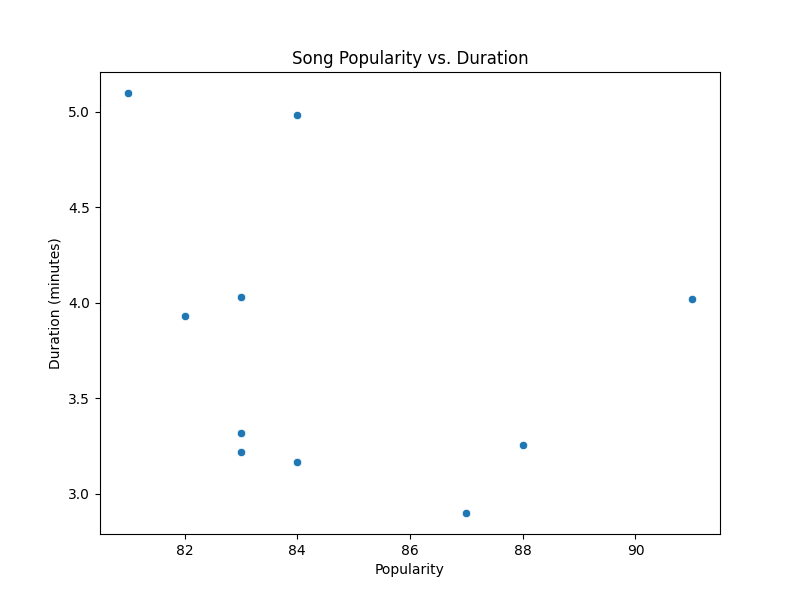 Song Popularity vs. Duration
5.0
4.5
4.0
3.5
3.0
Duration (minutes)
82 84 86 88 90
Popularity